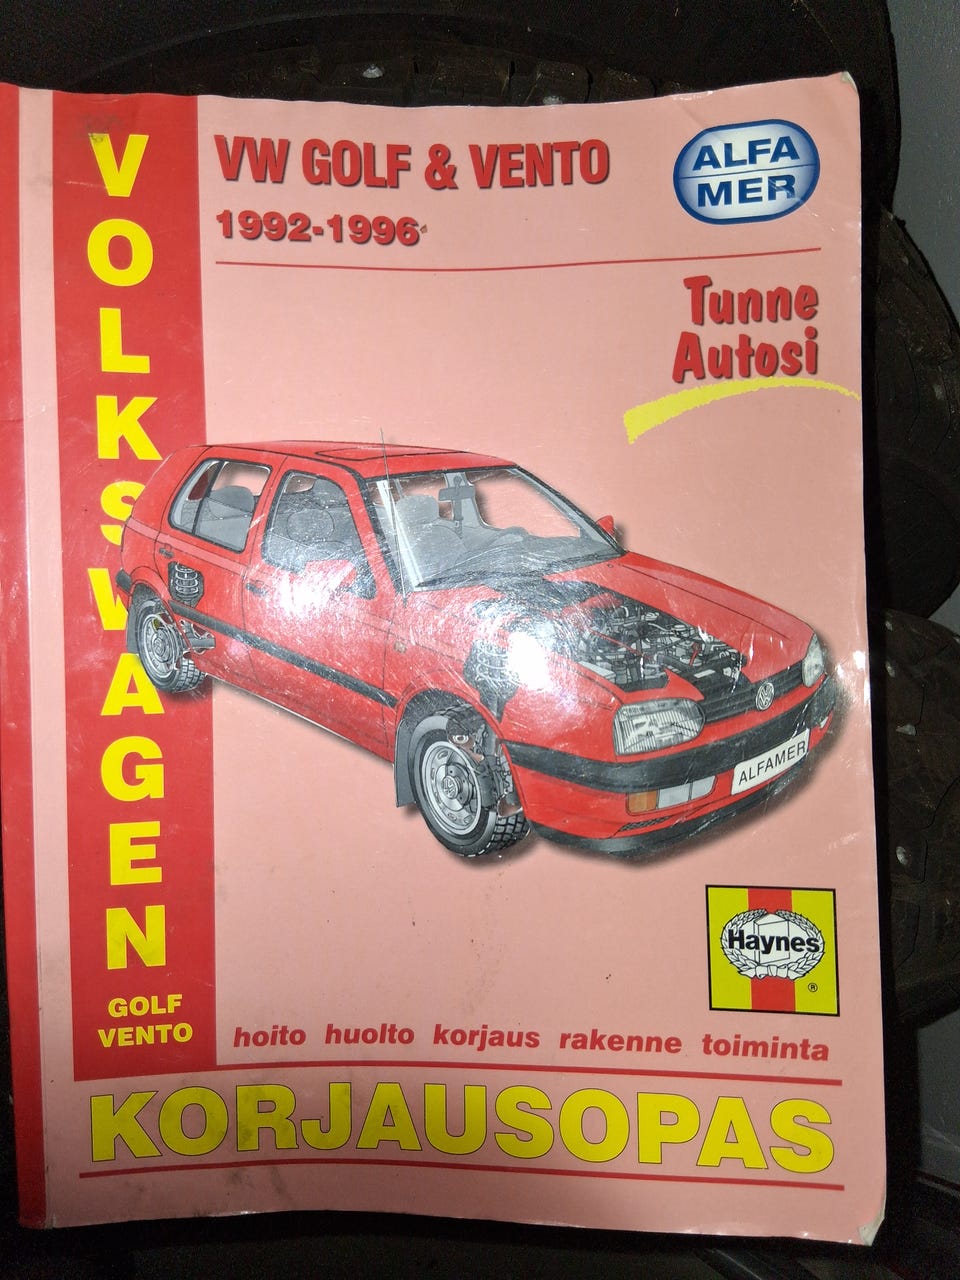 VOLKSWAGEN
GOLF
VENTO
VW GOLF & VENTO
1992-1996
ALFA
MER
Tunne
Autosi
ALFAMER
Haynes
®
hoito huolto korjaus rakenne toiminta
KORJAUSOPAS